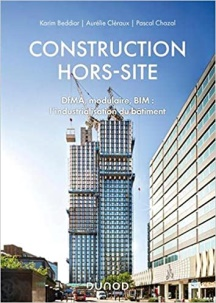 Karim Beddiar / Aurélie Cléraux / Pascal Chazal
CONSTRUCTION
HORS-SITE
DFMA, modulaire, BIM :
l'industrialisation du bâtiment
DUNOD